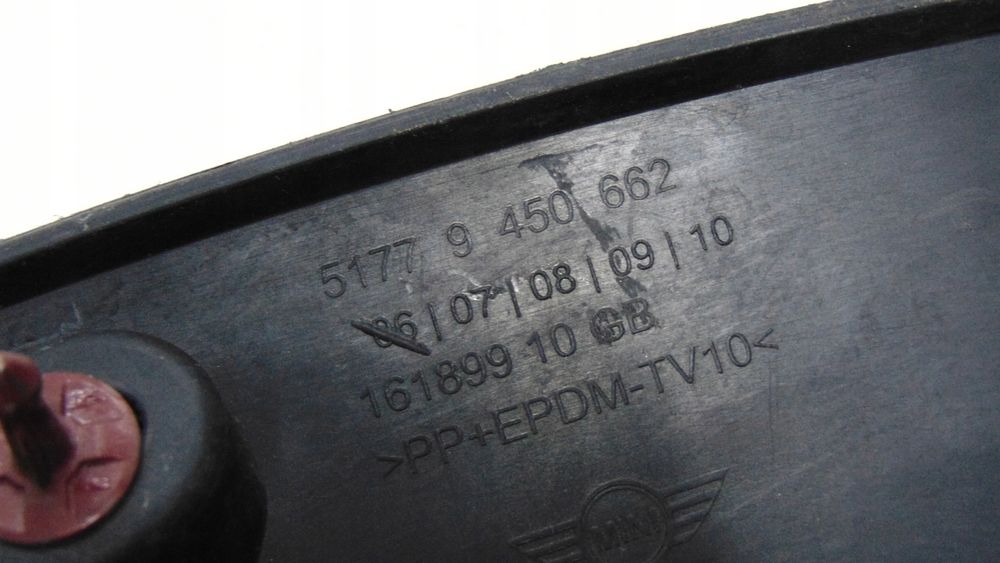 5177 9 450 662
06 | 07 | 08 | 09 | 10
161899 10 GB
>PP+EPDM-TV10<
MINI